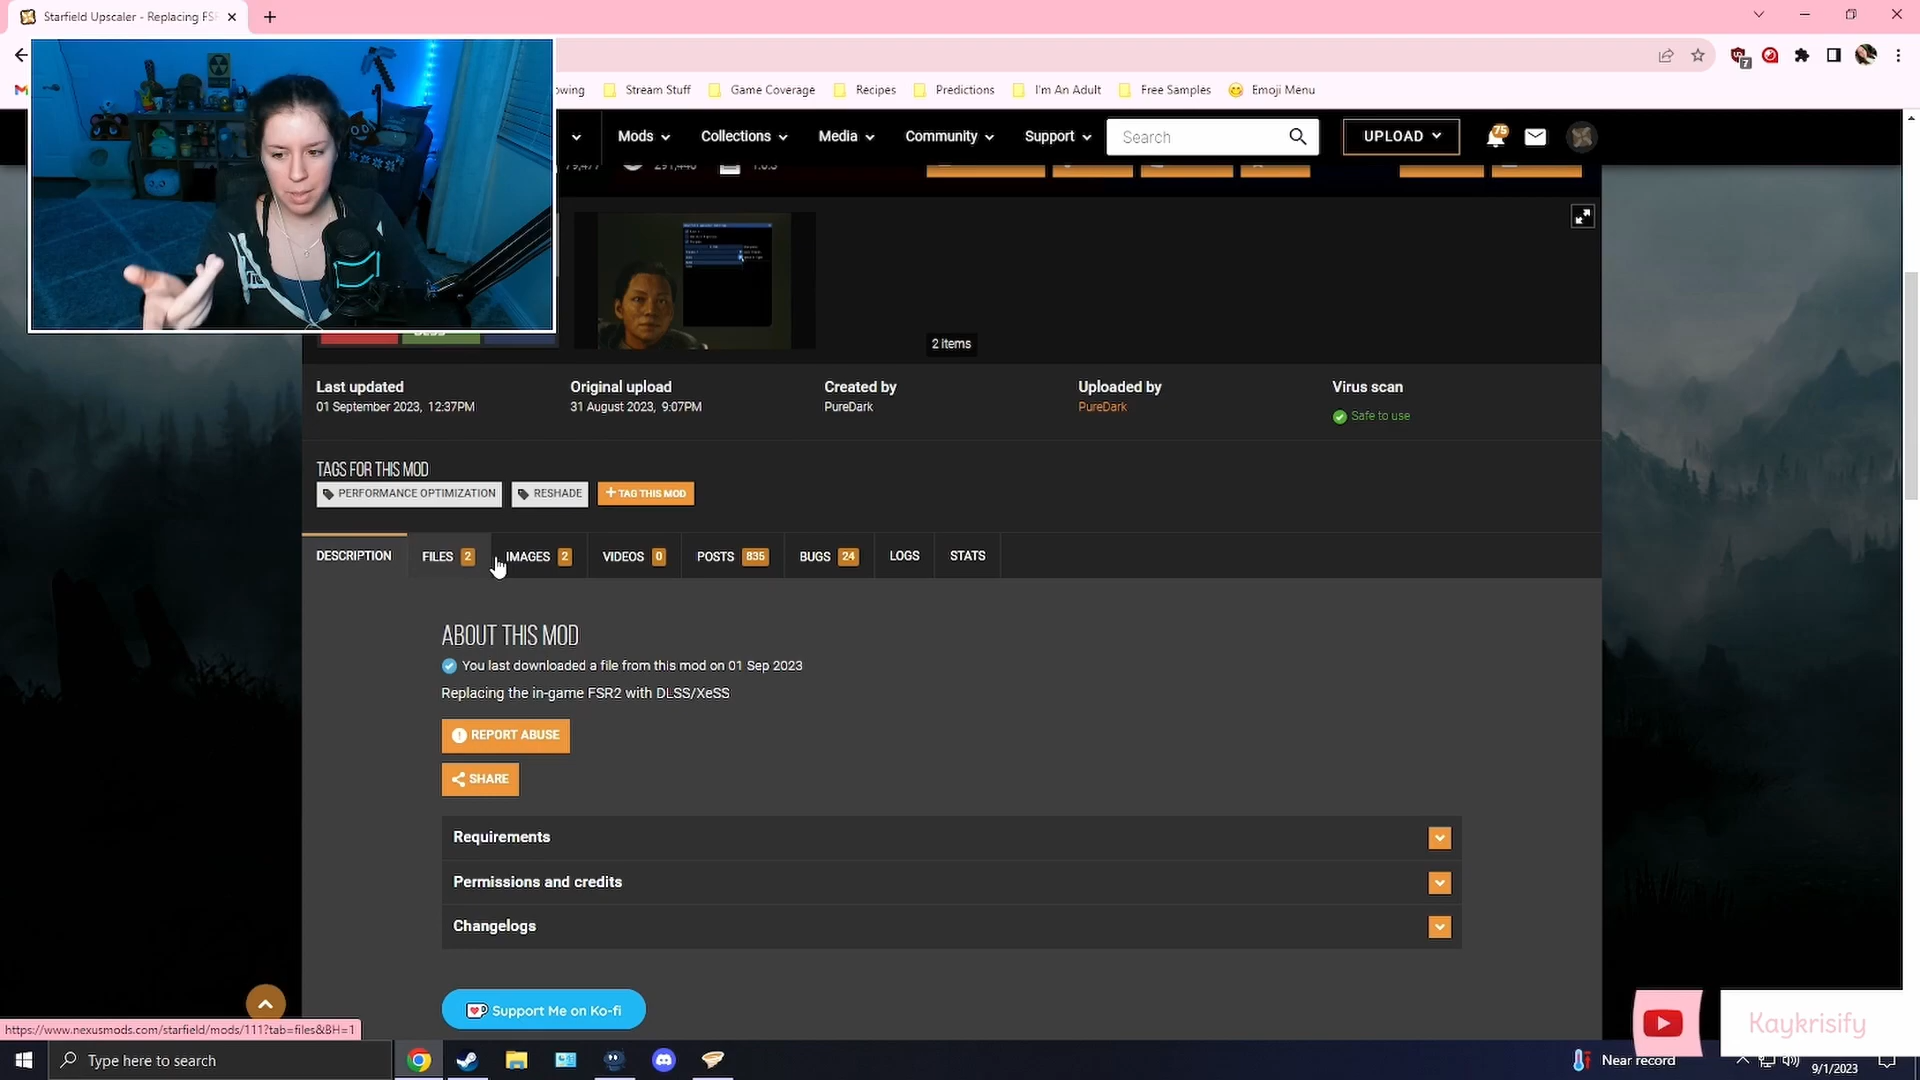 Starfield Upscaler - Replacing FS
7
owing
Stream Stuff
Game Coverage
Recipes
Predictions
I'm An Adult
Free Samples
Emoji Menu
Mods
Collections
Media
Community
Support
Search
UPLOAD
75
2 items
Last updated
01 September 2023, 12:37PM
Original upload
31 August 2023, 9:07PM
Created by
PureDark
Uploaded by
PureDark
Virus scan
Safe to use
TAGS FOR THIS MOD
PERFORMANCE OPTIMIZATION
RESHADE
+ TAG THIS MOD
DESCRIPTION
FILES 2
IMAGES 2
VIDEOS 0
POSTS 835
BUGS 24
LOGS
STATS
ABOUT THIS MOD
You last downloaded a file from this mod on 01 Sep 2023
Replacing the in-game FSR2 with DLSS/XeSS
REPORT ABUSE
SHARE
Requirements
Permissions and credits
Changelogs
Support Me on Ko-fi
https://www.nexusmods.com/starfield/mods/111?tab=files&BH=1
Kaykrisify
Type here to search
Near record
9/1/2023